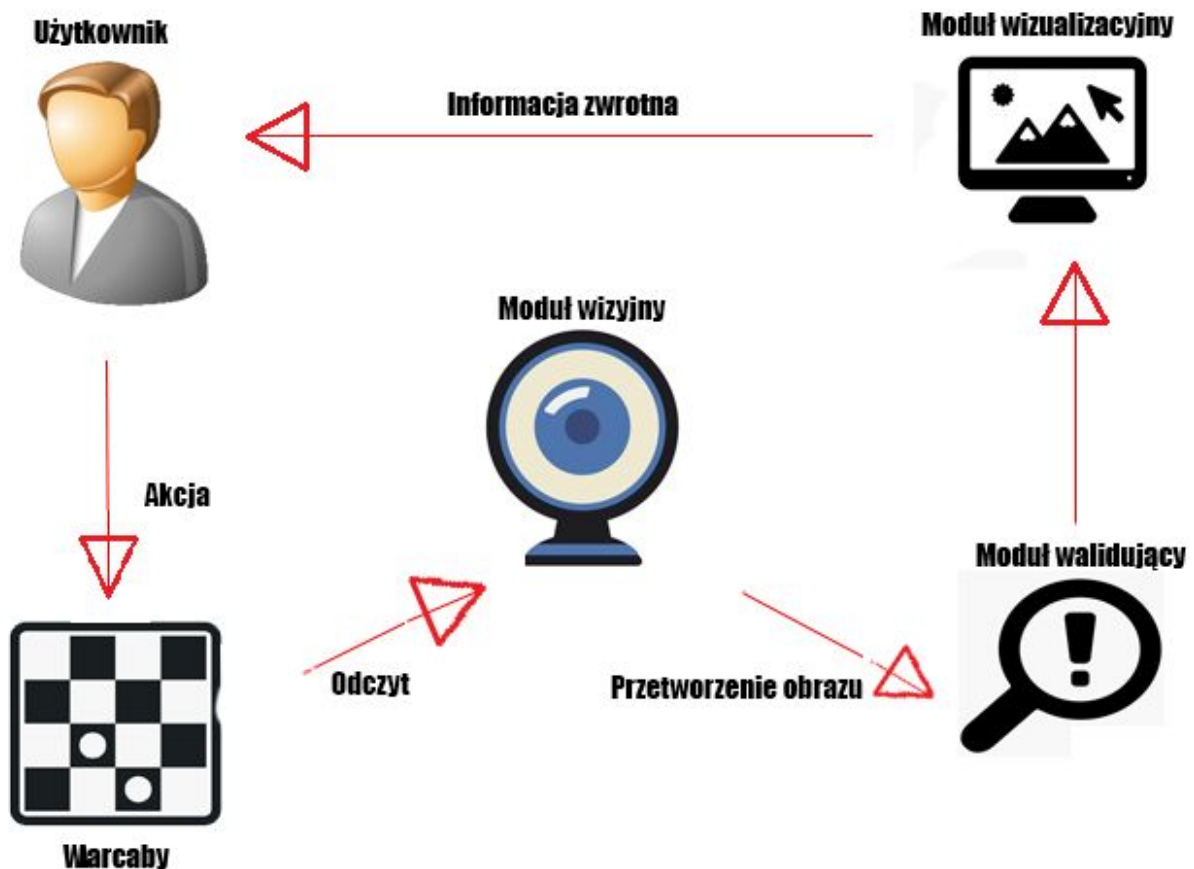 Użytkownik
Moduł wizualizacyjny
Informacja zwrotna
Moduł wizyjny
Akcja
Moduł walidujący
Odczyt
Przetworzenie obrazu
Warcaby